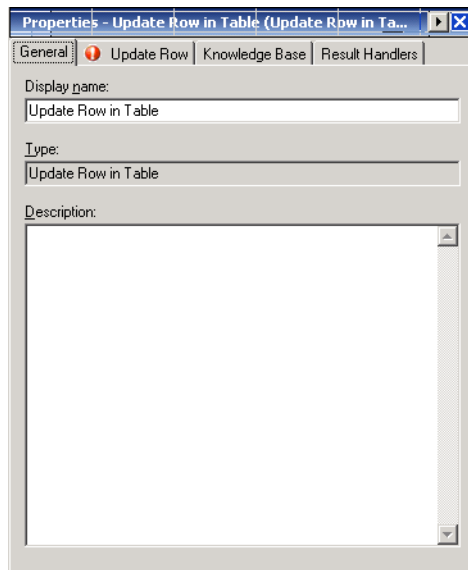 Properties - Update Row in Table (Update Row in Ta...
General Update Row Knowledge Base Result Handlers
Display name:
Update Row in Table
Type:
Update Row in Table
Description: